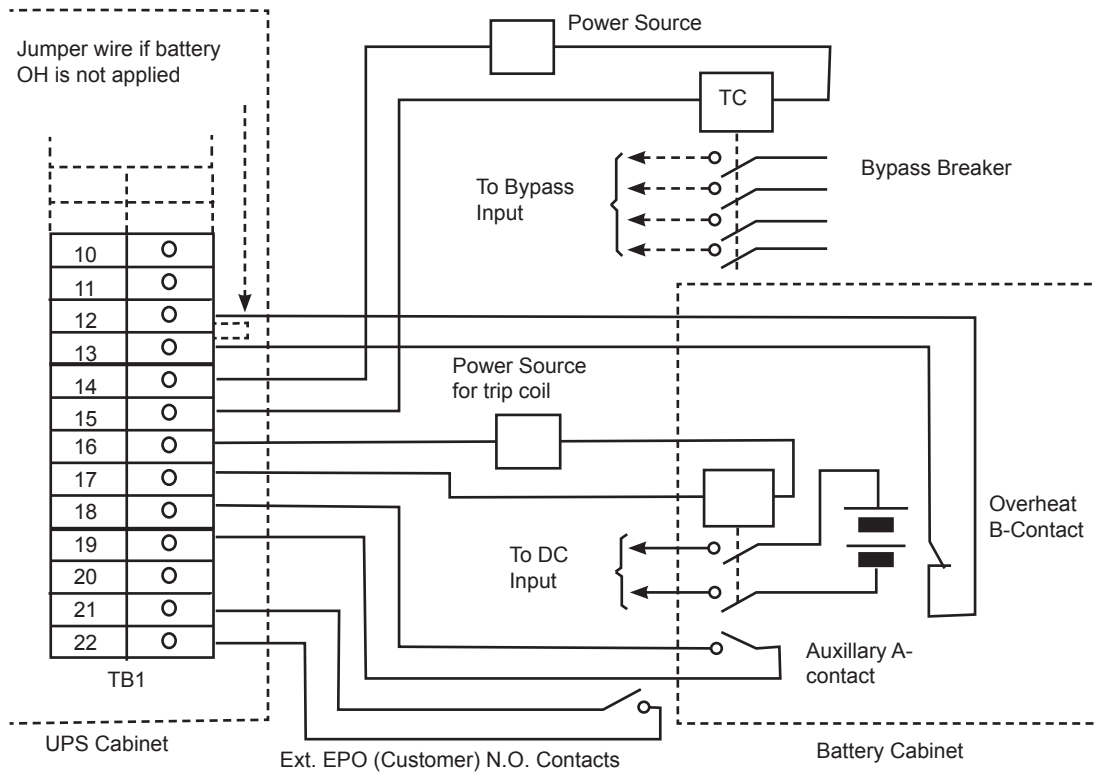 Power Source
Jumper wire if battery
OH is not applied
TC
Bypass Breaker
To Bypass
Input
10
11
12
13
14
15
16
17
18
19
20
21
22
TB1
Power Source
for trip coil
Overheat
B-Contact
To DC
Input
Auxillary A-
contact
UPS Cabinet
Ext. EPO (Customer) N.O. Contacts
Battery Cabinet